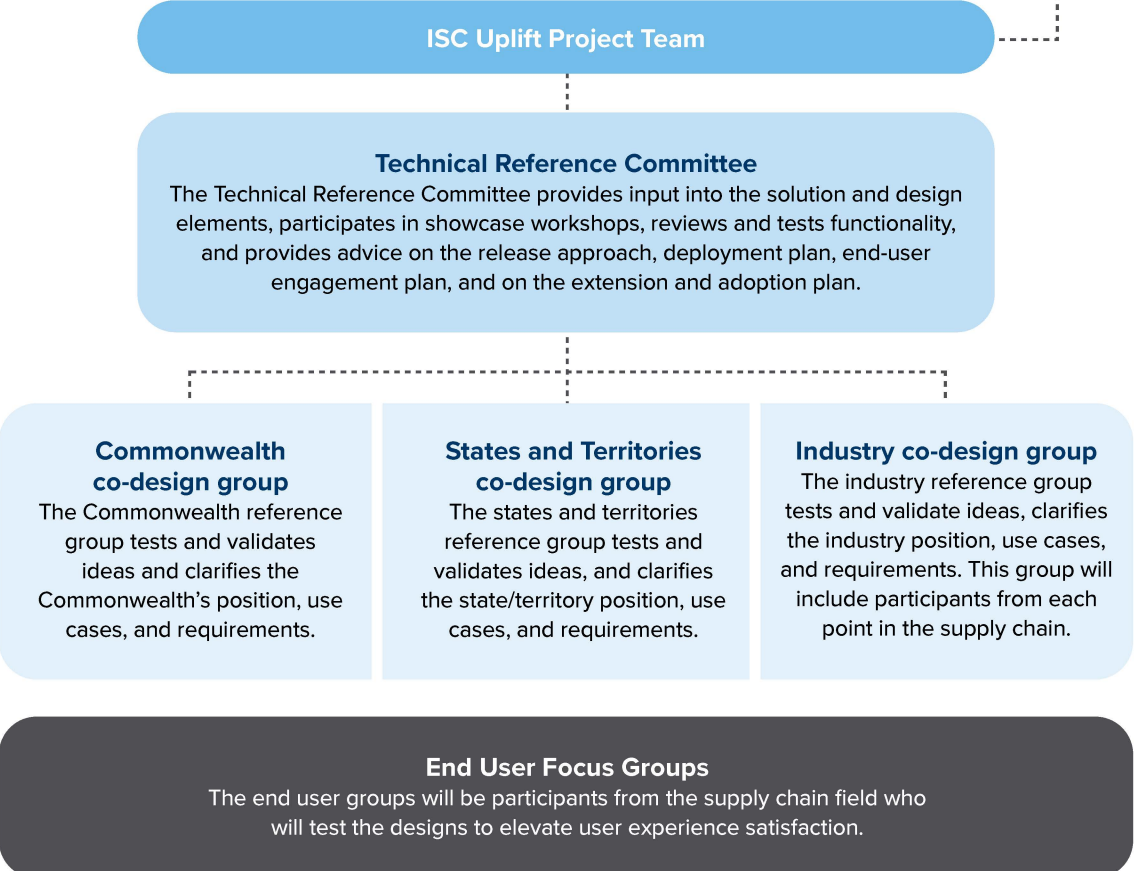 ISC Uplift Project Team
Technical Reference Committee
The Technical Reference Committee provides input into the solution and design
elements, participates in showcase workshops, reviews and tests functionality,
and provides advice on the release approach, deployment plan, end-user
engagement plan, and on the extension and adoption plan.
Commonwealth
co-design group
The Commonwealth reference
group tests and validates
ideas and clarifies the
Commonwealth’s position, use
cases, and requirements.
States and Territories
co-design group
The states and territories
reference group tests and
validates ideas, and clarifies
the state/territory position, use
cases, and requirements.
Industry co-design group
The industry reference group
tests and validate ideas, clarifies
the industry position, use cases,
and requirements. This group will
include participants from each
point in the supply chain.
End User Focus Groups
The end user groups will be participants from the supply chain field who
will test the designs to elevate user experience satisfaction.